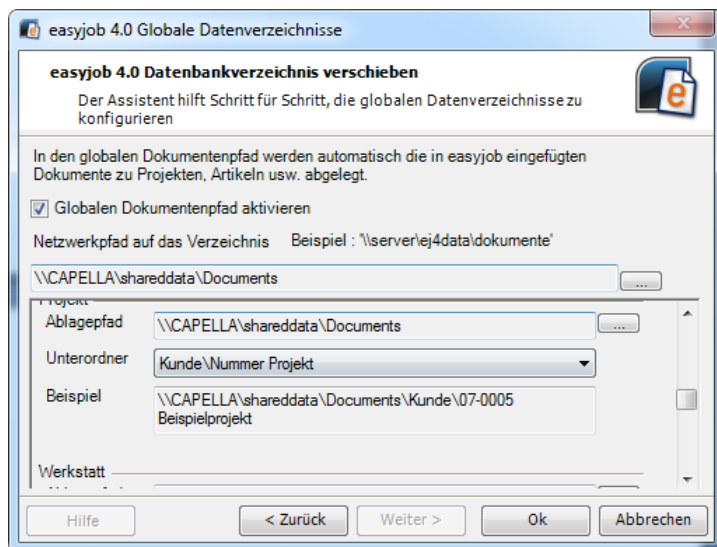 easyjob 4.0 Globale Datenverzeichnisse
easyjob 4.0 Datenbankverzeichnis verschieben
Der Assistent hilft Schritt für Schritt, die globalen Datenverzeichnisse zu
konfigurieren
In den globalen Dokumentenpfad werden automatisch die in easyjob eingefügten
Dokumente zu Projekten, Artikeln usw. abgelegt.
Globalen Dokumentenpfad aktivieren
Netzwerkpfad auf das Verzeichnis Beispiel : '\\server\ej4data\dokumente'
\\CAPELLA\shareddata\Documents ...
Projekt
Ablagepfad \\CAPELLA\shareddata\Documents ...
Unterordner Kunde\Nummer Projekt
Beispiel \\CAPELLA\shareddata\Documents\Kunde\07-0005
Beispielprojekt
Werkstatt
Hilfe < Zurück Weiter > Ok Abbrechen